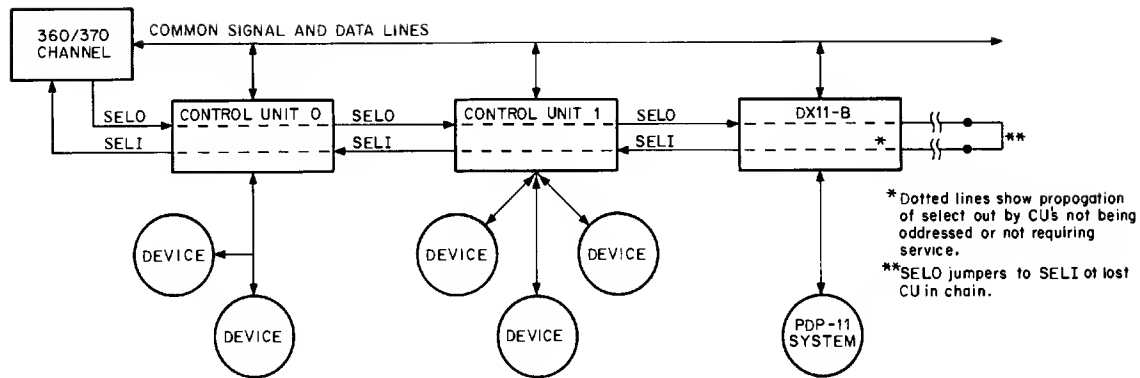 360/370
CHANNEL
COMMON SIGNAL AND DATA LINES
CONTROL UNIT 0
CONTROL UNIT 1
DX11-B
SELO
SELO
SELO
SELI
SELI
SELI
*
**
DEVICE
DEVICE
DEVICE
DEVICE
DEVICE
PDP-11
SYSTEM
*Dotted lines show propogation
of select out by CU's not being
addressed or not requiring
service.
**SELO jumpers to SELI ot lost
CU in chain.